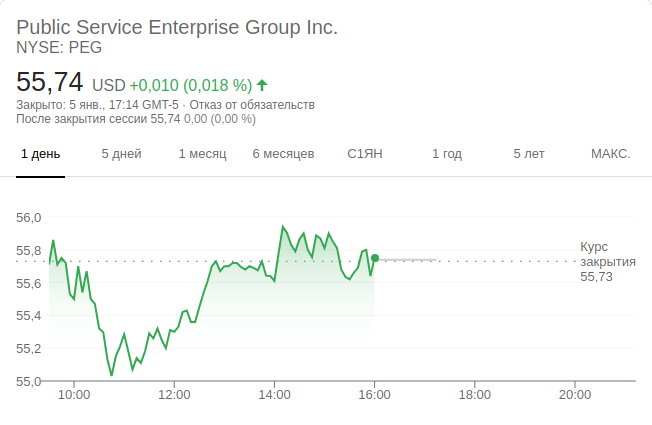 Public Service Enterprise Group Inc.
NYSE: PEG
55,74 USD +0,010 (0,018 %)
Закрыто: 5 янв., 17:14 GMT-5 · Отказ от обязательств
После закрытия сессии 55,74 0,00 (0,00 %)
1 день 5 дней 1 месяц 6 месяцев С1ЯН 1 год 5 лет МАКС.
56,0
55,8
55,6
55,4
55,2
55,0
Курс
закрытия
55,73
10:00 12:00 14:00 16:00 18:00 20:00